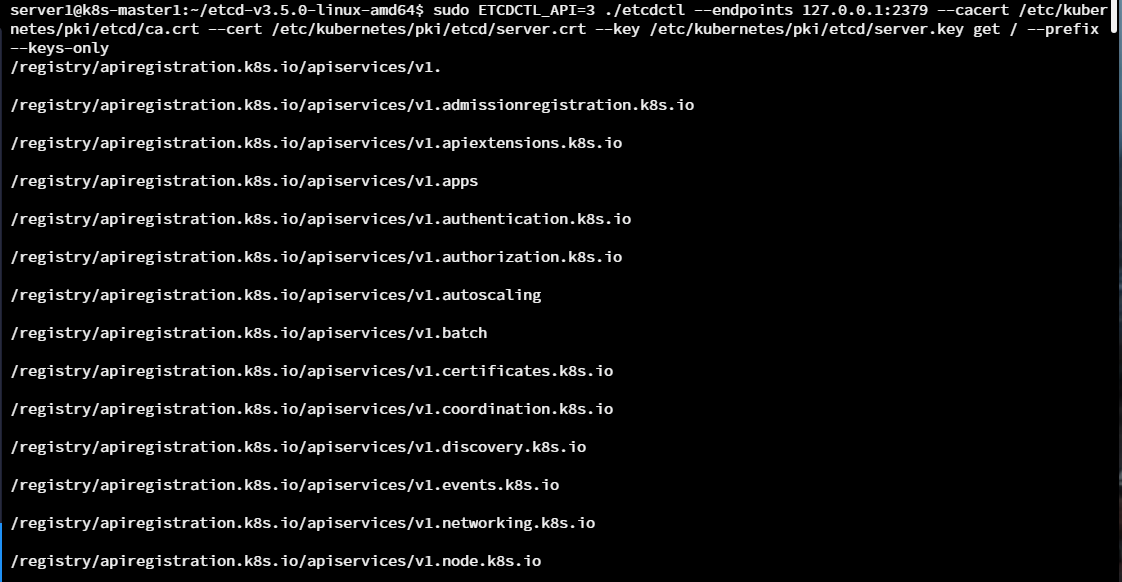 server1@k8s-master1:~/etcd-v3.5.0-linux-amd64$ sudo ETCDCTL_API=3 ./etcdctl --endpoints 127.0.0.1:2379 --cacert /etc/kuber
netes/pki/etcd/ca.crt --cert /etc/kubernetes/pki/etcd/server.crt --key /etc/kubernetes/pki/etcd/server.key get / --prefix
--keys-only
/registry/apiregistration.k8s.io/apiservices/v1.
/registry/apiregistration.k8s.io/apiservices/v1.admissionregistration.k8s.io
/registry/apiregistration.k8s.io/apiservices/v1.apiextensions.k8s.io
/registry/apiregistration.k8s.io/apiservices/v1.apps
/registry/apiregistration.k8s.io/apiservices/v1.authentication.k8s.io
/registry/apiregistration.k8s.io/apiservices/v1.authorization.k8s.io
/registry/apiregistration.k8s.io/apiservices/v1.autoscaling
/registry/apiregistration.k8s.io/apiservices/v1.batch
/registry/apiregistration.k8s.io/apiservices/v1.certificates.k8s.io
/registry/apiregistration.k8s.io/apiservices/v1.coordination.k8s.io
/registry/apiregistration.k8s.io/apiservices/v1.discovery.k8s.io
/registry/apiregistration.k8s.io/apiservices/v1.events.k8s.io
/registry/apiregistration.k8s.io/apiservices/v1.networking.k8s.io
/registry/apiregistration.k8s.io/apiservices/v1.node.k8s.io